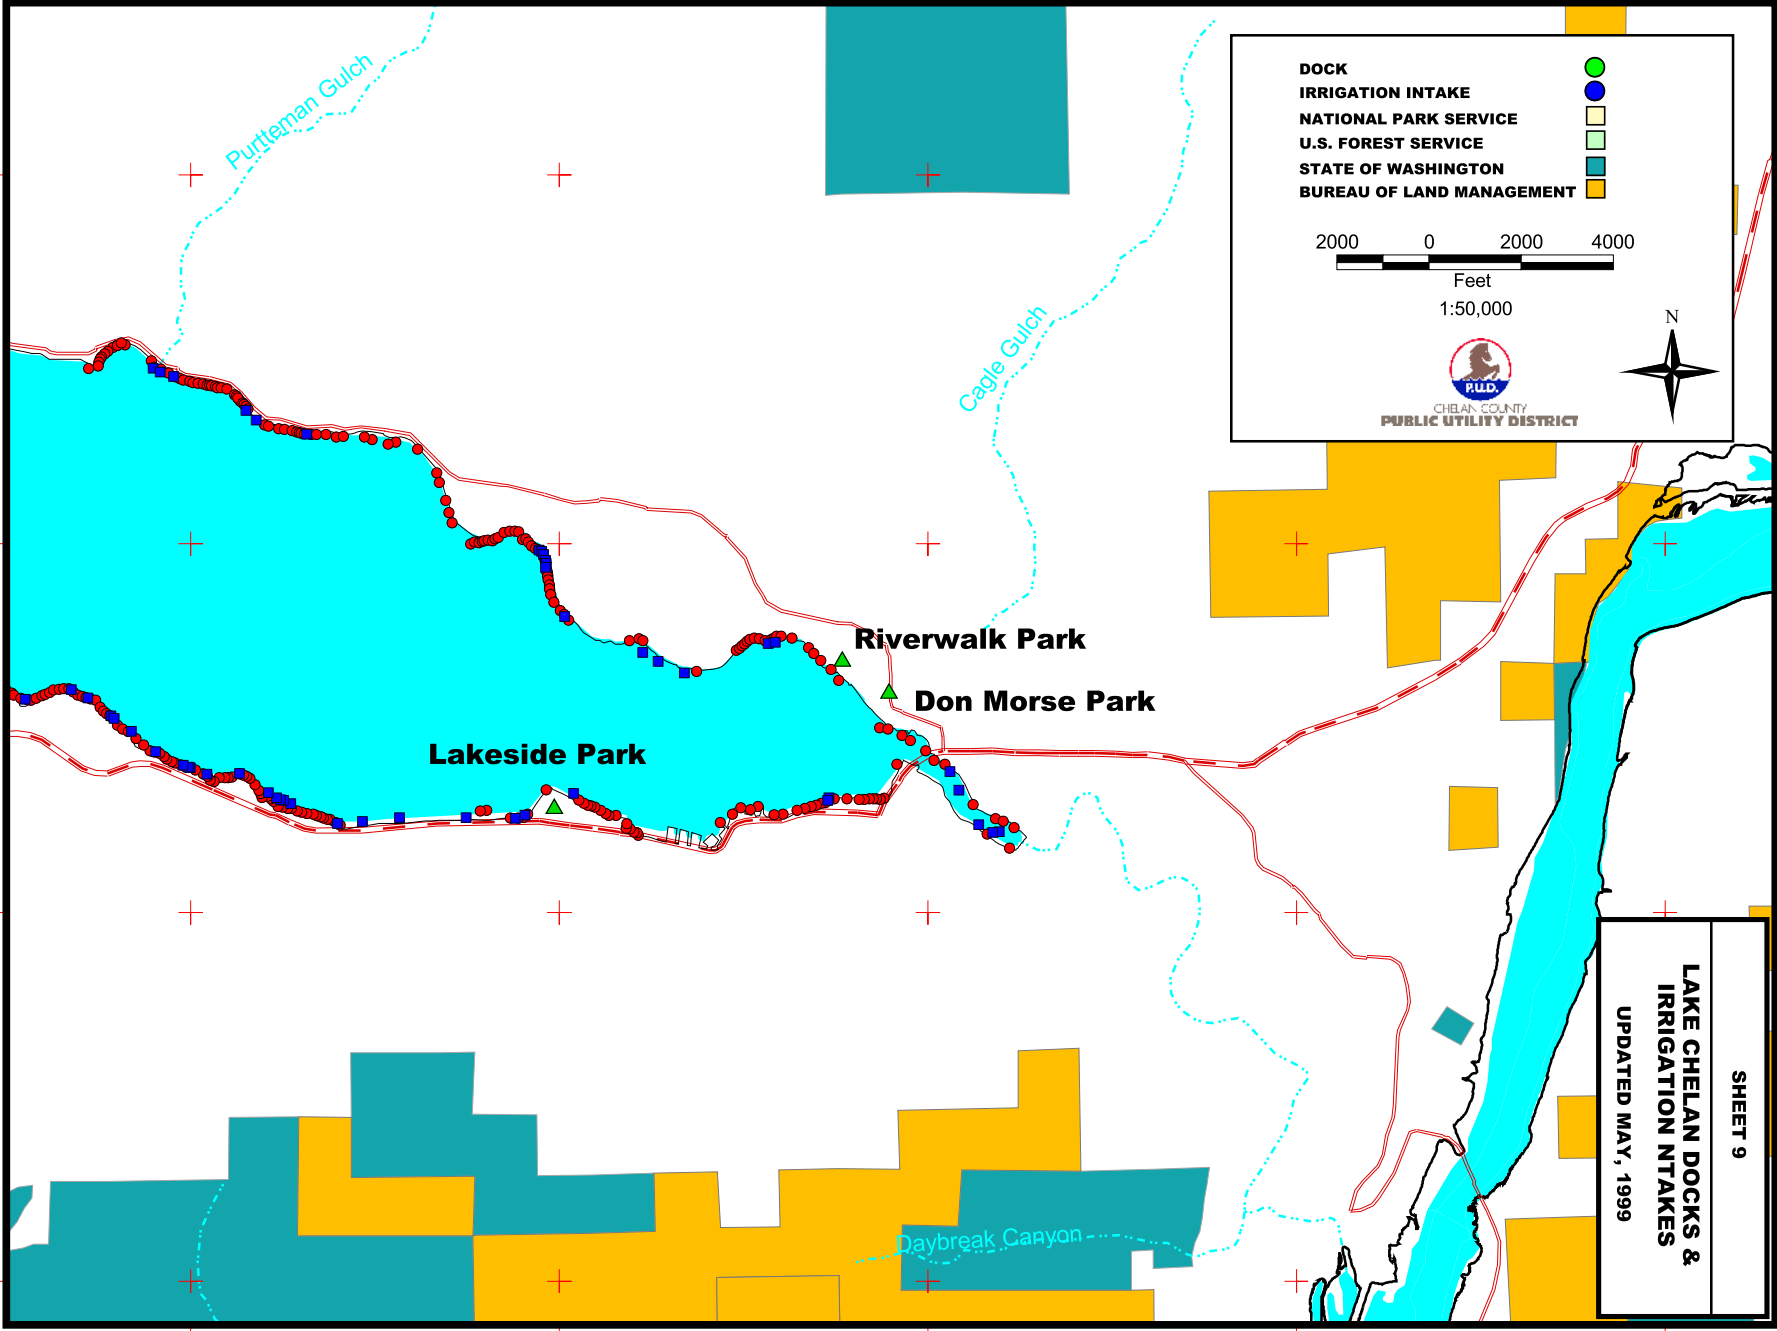 Purtteman Gulch
Cagle Gulch
DOCK
IRRIGATION INTAKE
NATIONAL PARK SERVICE
U.S. FOREST SERVICE
STATE OF WASHINGTON
BUREAU OF LAND MANAGEMENT
2000 0 2000 4000
Feet
1:50,000
N
P.U.D.
CHELAN COUNTY
PUBLIC UTILITY DISTRICT
Riverwalk Park
Don Morse Park
Lakeside Park
Daybreak Canyon
SHEET 9
LAKE CHELAN DOCKS &
IRRIGATION NTAKES
UPDATED MAY, 1999